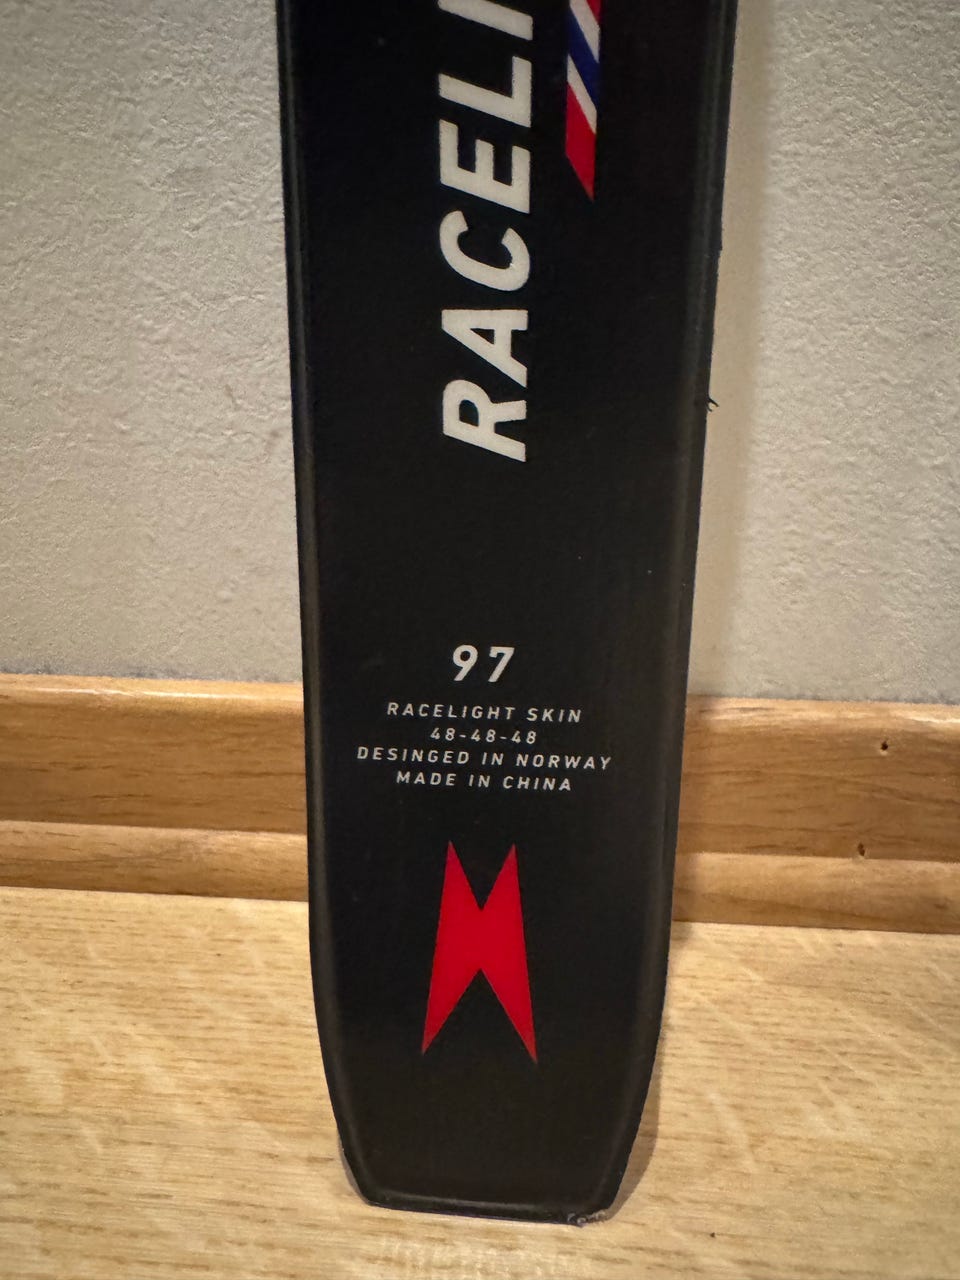 RACELI
97
RACELIGHT SKIN
48-48-48
DESINGED IN NORWAY
MADE IN CHINA